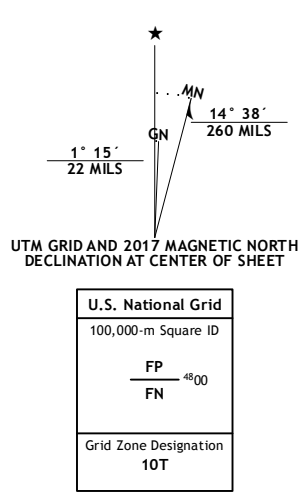 ★
MN
GN
14° 38´
260 MILS
1° 15´
22 MILS
UTM GRID AND 2017 MAGNETIC NORTH
DECLINATION AT CENTER OF SHEET
U.S. National Grid
100,000-m Square ID
FP
4800
FN
Grid Zone Designation
10T